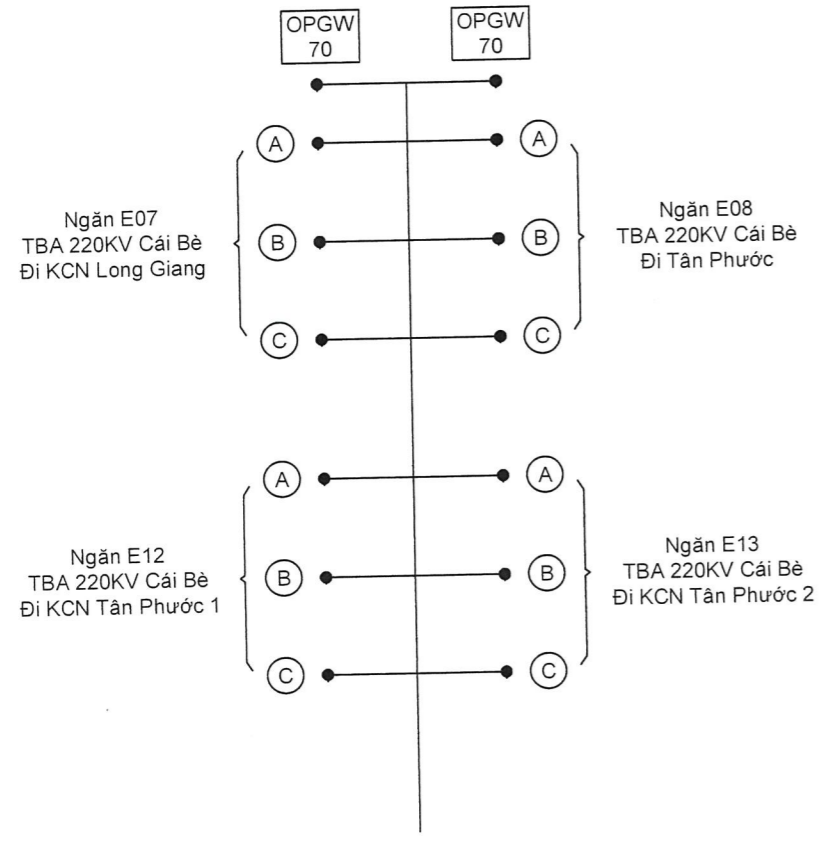 OPGW
70
OPGW
70
A
A
Ngăn E07
TBA 220KV Cái Bè
Đi KCN Long Giang
B
B
Ngăn E08
TBA 220KV Cái Bè
Đi Tân Phước
C
C
A
A
Ngăn E12
TBA 220KV Cái Bè
Đi KCN Tân Phước 1
B
B
Ngăn E13
TBA 220KV Cái Bè
Đi KCN Tân Phước 2
C
C